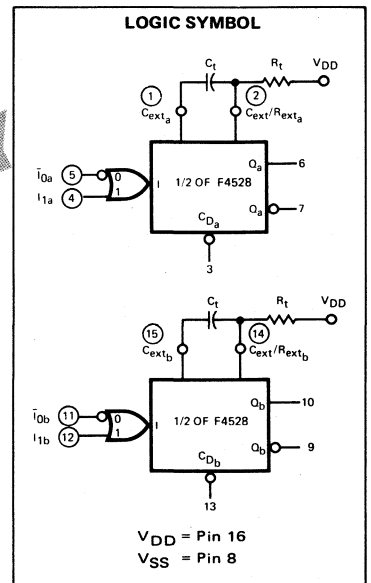 LOGIC SYMBOL
Ct Rt VDD
1 2
Cexta Cext/Rexta
Ī0a 5 0 I 1/2 OF F4528 Qa 6
I1a 4 1
Qa 7
CDa
3
Ct Rt VDD
15 14
Cextb Cext/Rextb
Ī0b 11 0 I 1/2 OF F4528 Qb 10
I1b 12 1
Qb 9
CDb
13
VDD = Pin 16
VSS = Pin 8